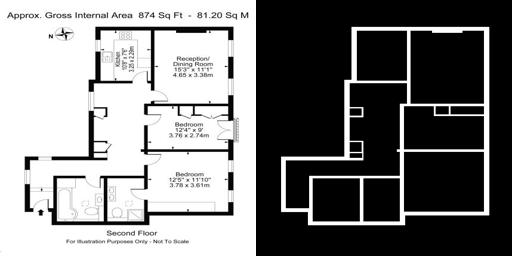 Approx. Gross Internal Area 874 Sq Ft - 81.20 Sq M
N
Kitchen
10'8" x 7'6"
3.25 x 2.29m
Reception/
Dining Room
15'3" x 11'1"
4.65 x 3.38m
Bedroom
12'4" x 9'
3.76 x 2.74m
Bedroom
12'5" x 11'10"
3.78 x 3.61m
Second Floor
For Illustration Purposes Only - Not To Scale